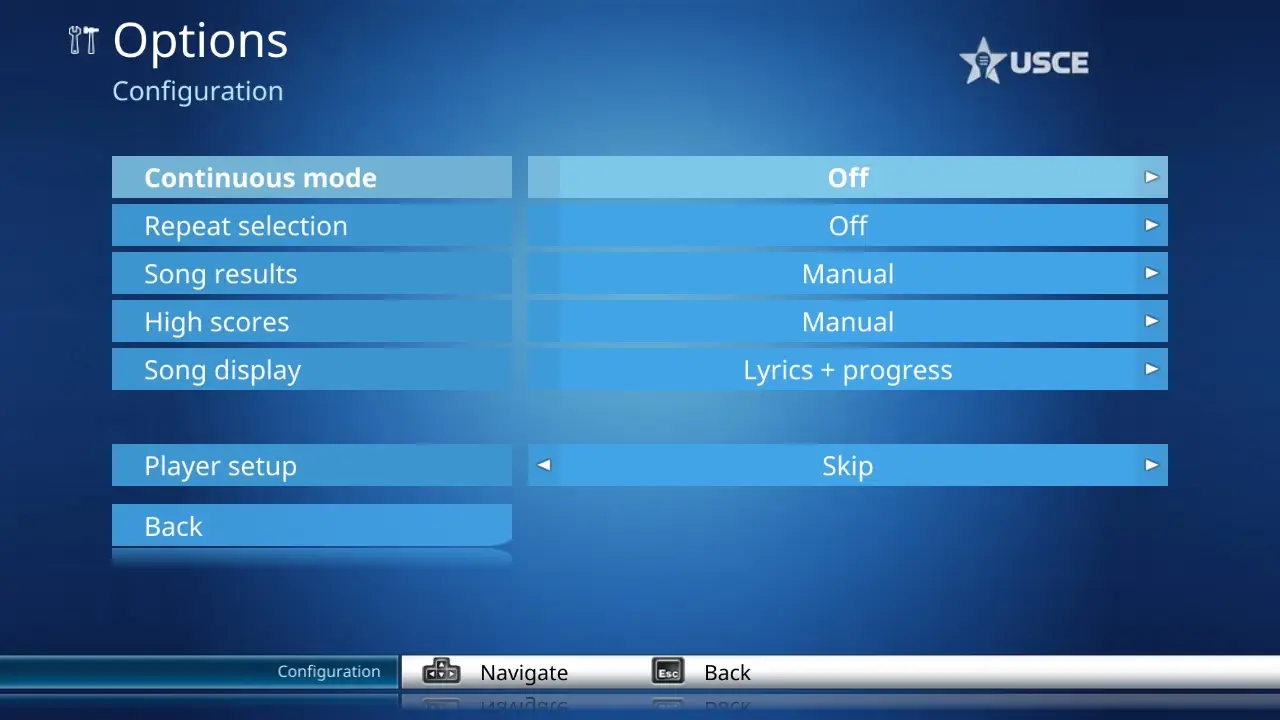 Options
Configuration
USCE
Continuous mode Off
Repeat selection Off
Song results Manual
High scores Manual
Song display Lyrics + progress
Player setup Skip
Back
Configuration Navigate Esc Back